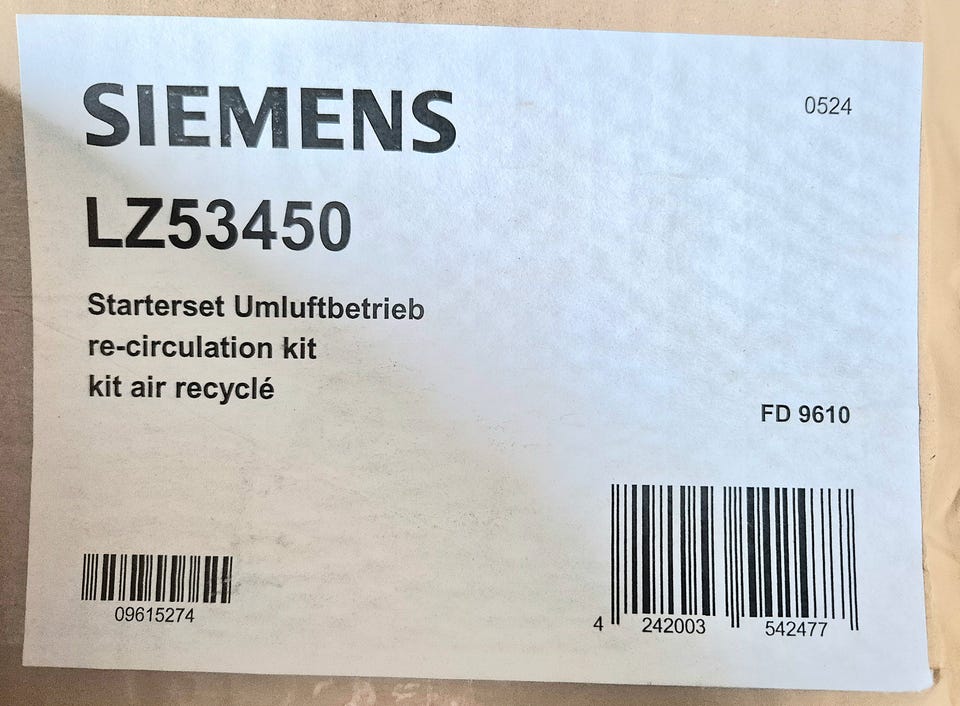 SIEMENS
0524
LZ53450
Starterset Umluftbetrieb
re-circulation kit
kit air recyclé
FD 9610
09615274
4 242003 542477